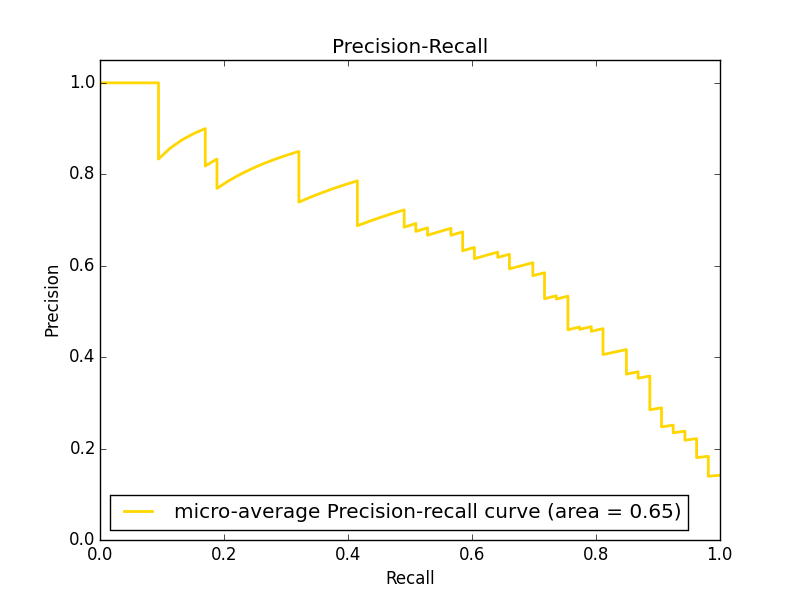 Precision-Recall
Precision
1.0
0.8
0.6
0.4
0.2
0.0
micro-average Precision-recall curve (area = 0.65)
0.0 0.2 0.4 0.6 0.8 1.0
Recall